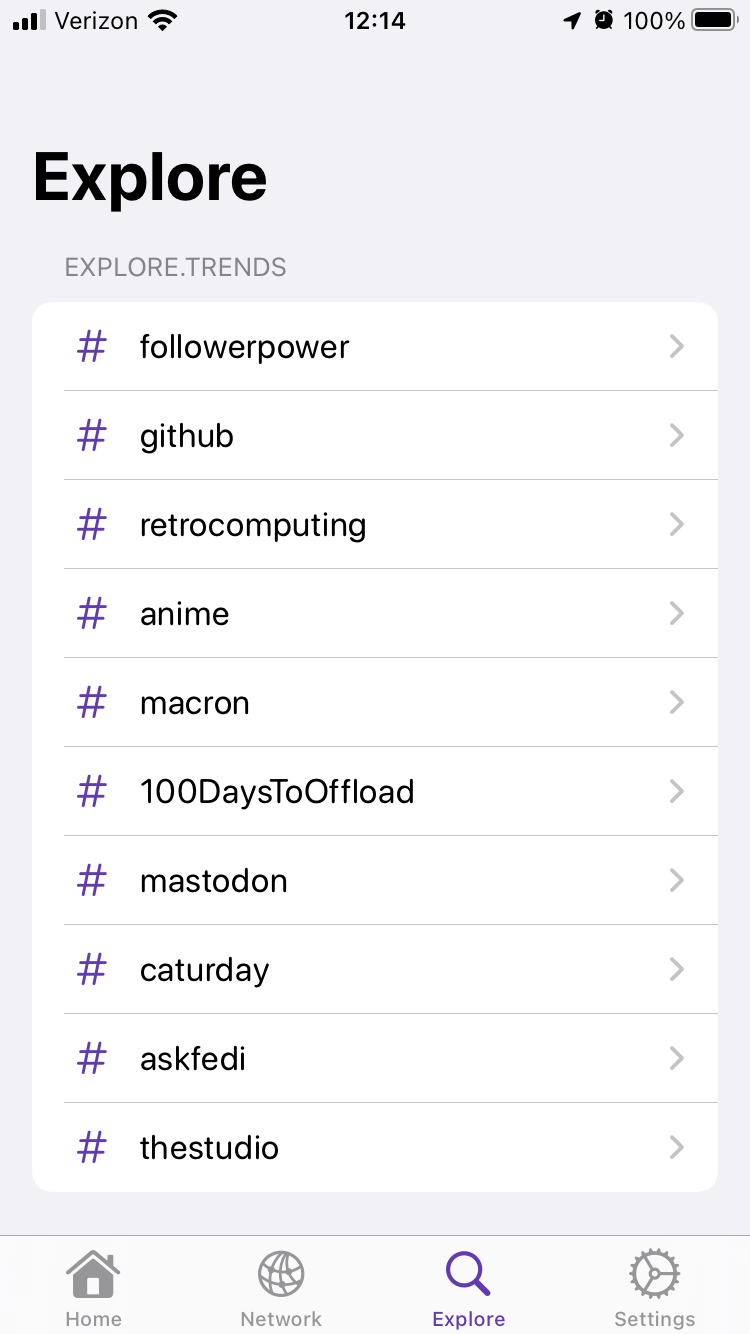 Verizon 12:14 100%
Explore
EXPLORE.TRENDS
# followerpower
# github
# retrocomputing
# anime
# macron
# 100DaysToOffload
# mastodon
# caturday
# askfedi
# thestudio
Home Network Explore Settings